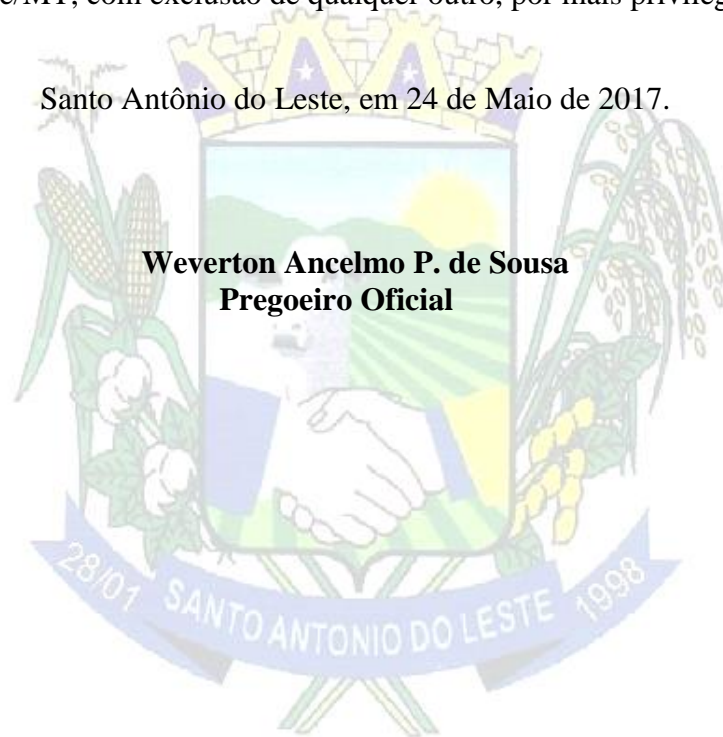 com exclusão de qualquer outro, por mais
Santo Antônio do Leste, em 24 de Maio de 2017.
Weverton Ancelmo P. de Sousa
Pregoeiro Oficial
28/01 SANTO ANTONIO DO LESTE 1998